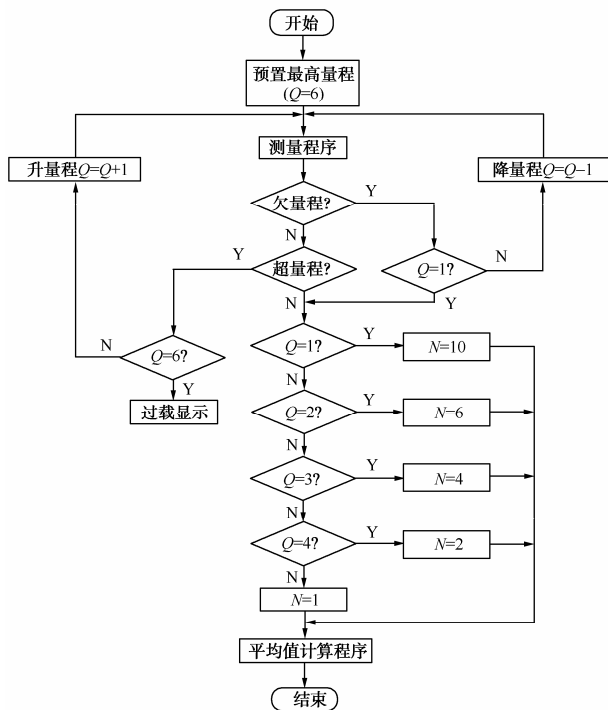 开始
预置最高量程
(Q=6)
测量程序
升量程Q=Q+1
降量程Q=Q−1
欠量程?
Y
N
Q=1?
N
Y
超量程?
Y
N
Q=6?
N
Y
过载显示
Q=1?
Y
N=10
N
Q=2?
Y
N=6
N
Q=3?
Y
N=4
N
Q=4?
Y
N=2
N
N=1
平均值计算程序
结束